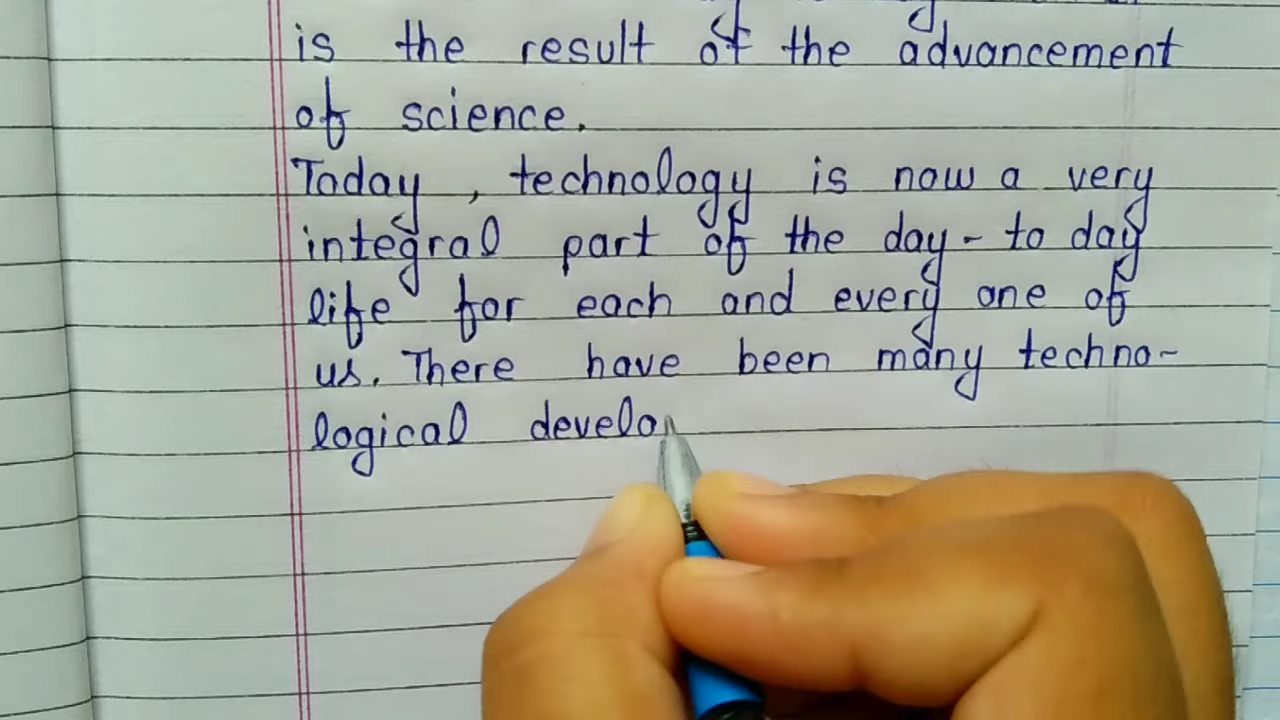 is the result of the advancement
of science.
Today, technology is now a very
integral part of the day-to day
life for each and every one of
us. There have been many techno-
logical develo